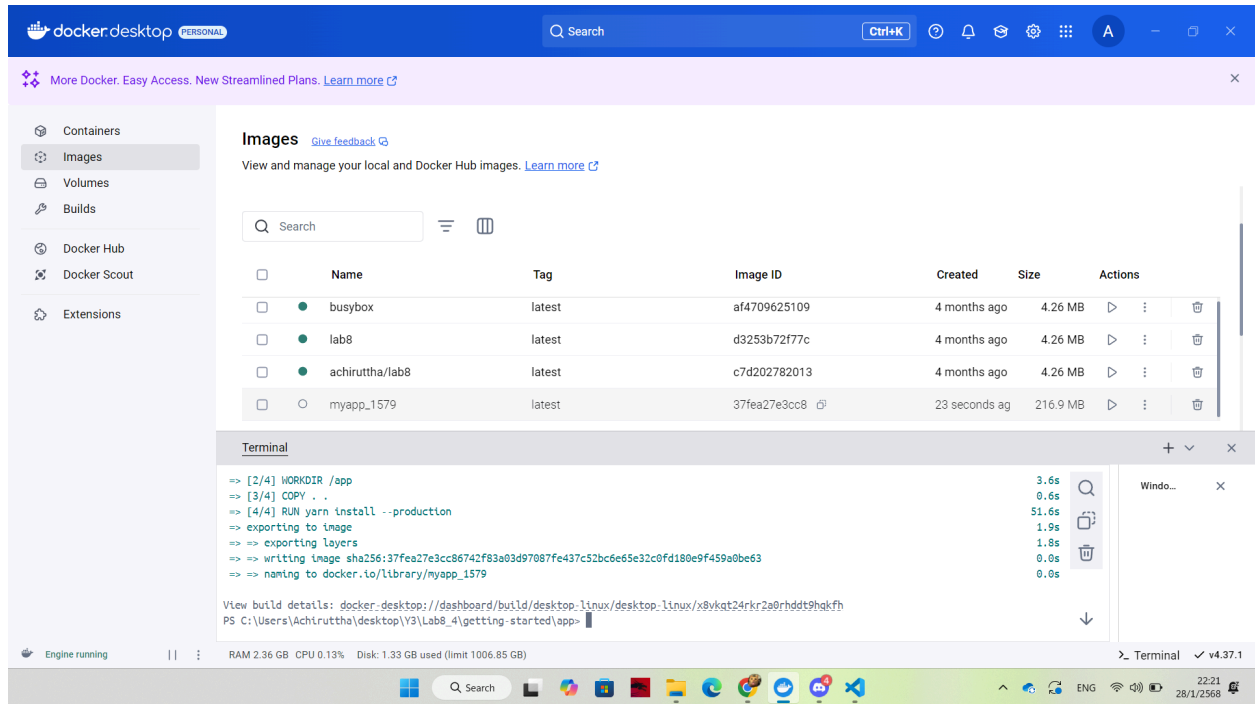 docker.desktop PERSONAL Search Ctrl+K A
More Docker. Easy Access. New Streamlined Plans. Learn more
Containers
Images
Volumes
Builds
Docker Hub
Docker Scout
Extensions
Images Give feedback
View and manage your local and Docker Hub images. Learn more
Search
Name Tag Image ID Created Size Actions
busybox latest af4709625109 4 months ago 4.26 MB
lab8 latest d3253b72f77c 4 months ago 4.26 MB
achiruttha/lab8 latest c7d202782013 4 months ago 4.26 MB
myapp_1579 latest 37fea27e3cc8 23 seconds ag 216.9 MB
Terminal
=> [2/4] WORKDIR /app 3.6s
=> [3/4] COPY . . 0.6s
=> [4/4] RUN yarn install --production 51.6s
=> exporting to image 1.9s
=> => exporting layers 1.8s
=> => writing image sha256:37fea27e3cc86742f83a03d97087fe437c52bc6e65e32c0fd180e9f459a0be63 0.0s
=> => naming to docker.io/library/myapp_1579 0.0s
Windo...
View build details: docker-desktop://dashboard/build/desktop-linux/desktop-linux/x8vkqt24rkr2a0rhddt9hqkfh
PS C:\Users\Achiruttha\desktop\Y3\Lab8_4\getting-started\app>
Engine running RAM 2.36 GB CPU 0.13% Disk: 1.33 GB used (limit 1006.85 GB) >_ Terminal v4.37.1
Search 4 ENG 22:21
28/1/2568